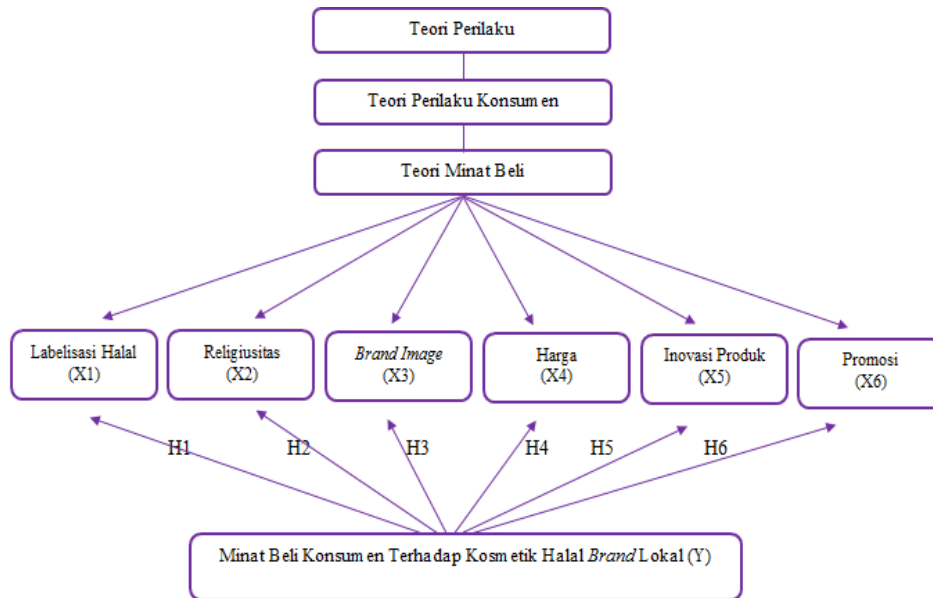 Teori Perilaku
Teori Perilaku Konsumen
Teori Minat Beli
Labelisasi Halal
(X1)
Religiusitas
(X2)
Brand Image
(X3)
Harga
(X4)
Inovasi Produk
(X5)
Promosi
(X6)
H1
H2
H3
H4
H5
H6
Minat Beli Konsumen Terhadap Kosmetik Halal Brand Lokal (Y)